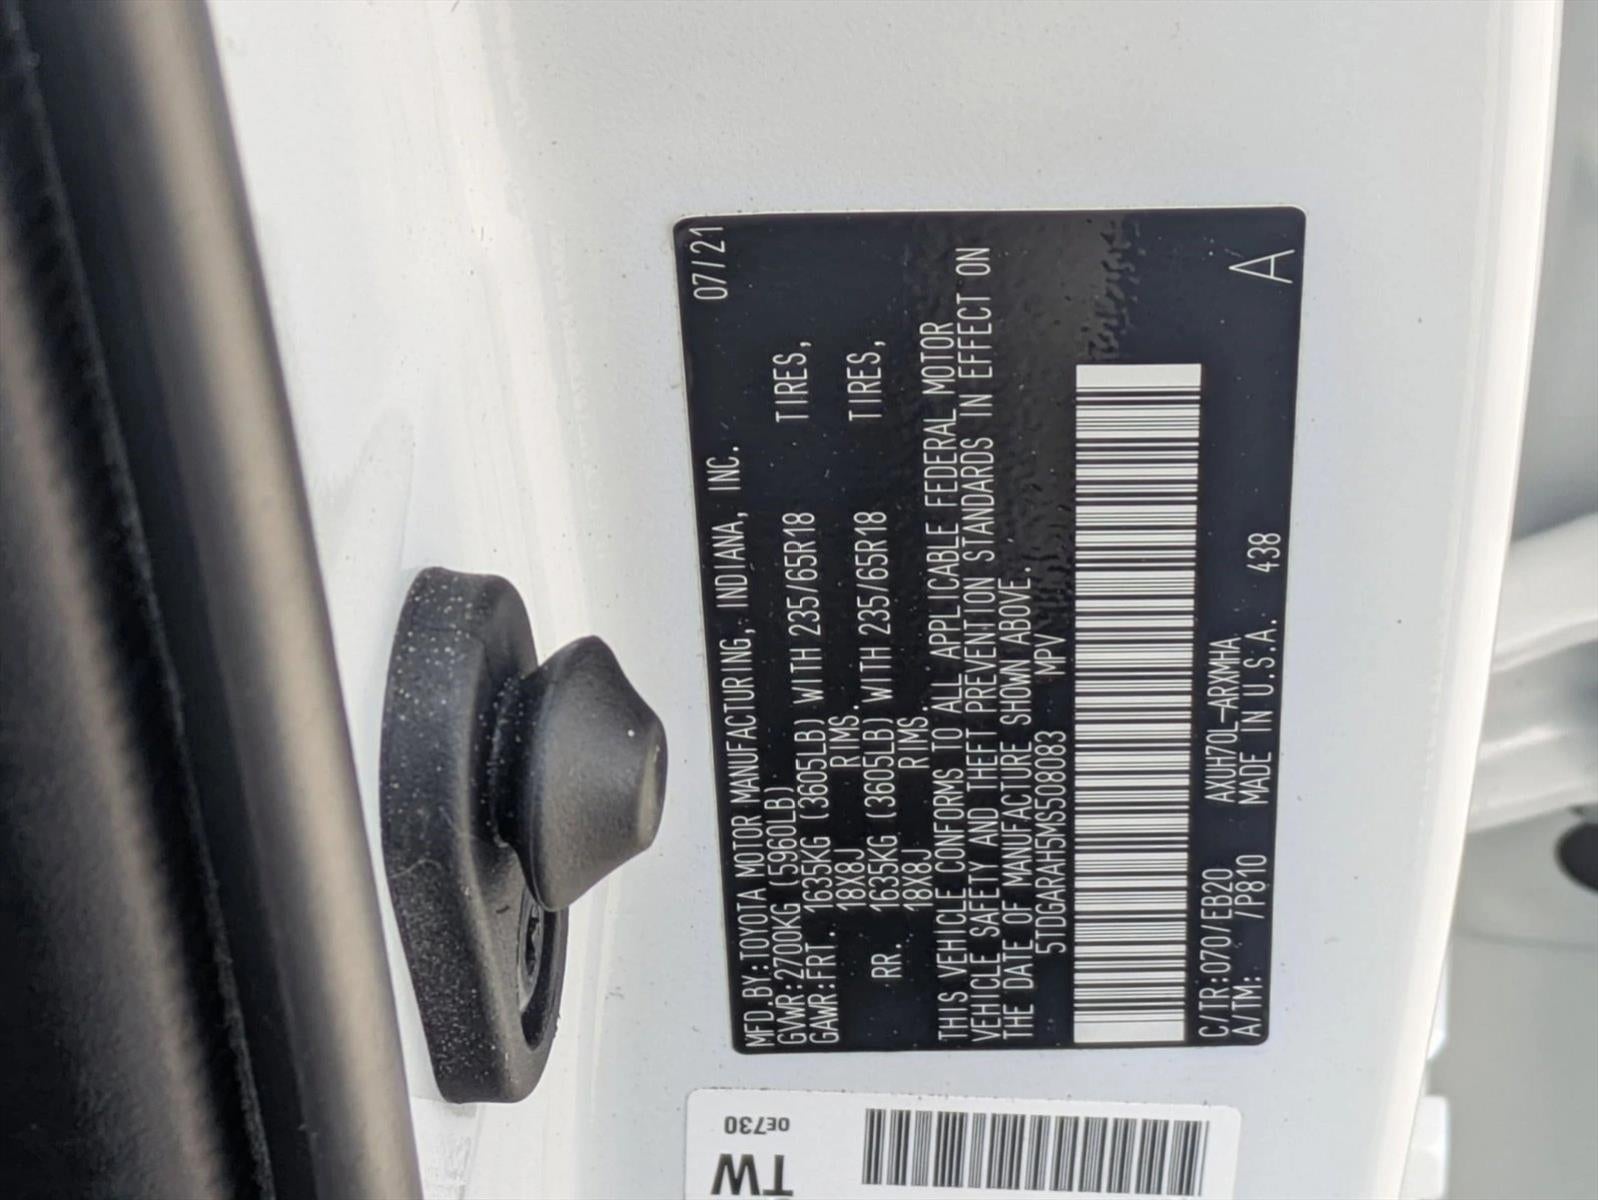 MFD.BY:TOYOTA MOTOR MANUFACTURING, INDIANA, INC. 07/21
GVWR:2700KG (5960LB)
GAWR:FRT. 1635KG (3605LB) WITH 235/65R18 TIRES,
18X8J RIMS.
RR. 1635KG (3605LB) WITH 235/65R18 TIRES,
18X8J RIMS.
THIS VEHICLE CONFORMS TO ALL APPLICABLE FEDERAL MOTOR
VEHICLE SAFETY AND THEFT PREVENTION STANDARDS IN EFFECT ON
THE DATE OF MANUFACTURE SHOWN ABOVE.
5TDGARAH5MS508083 MPV
C/TR:070/EB20 AXUH70L-ARXMHA
A/TM: /P810 MADE IN U.S.A. 438 A
0E730
TW